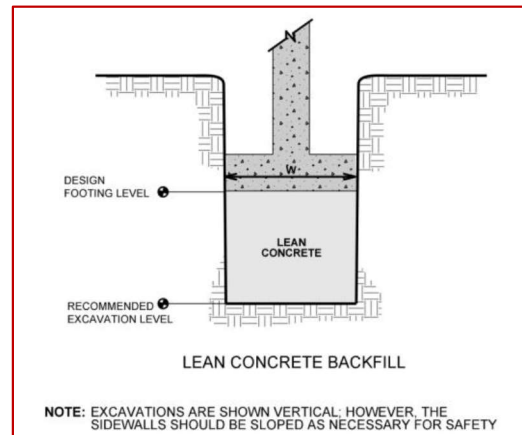 DESIGN
FOOTING LEVEL
W
LEAN
CONCRETE
RECOMMENDED
EXCAVATION LEVEL
LEAN CONCRETE BACKFILL
NOTE: EXCAVATIONS ARE SHOWN VERTICAL; HOWEVER, THE
SIDEWALLS SHOULD BE SLOPED AS NECESSARY FOR SAFETY